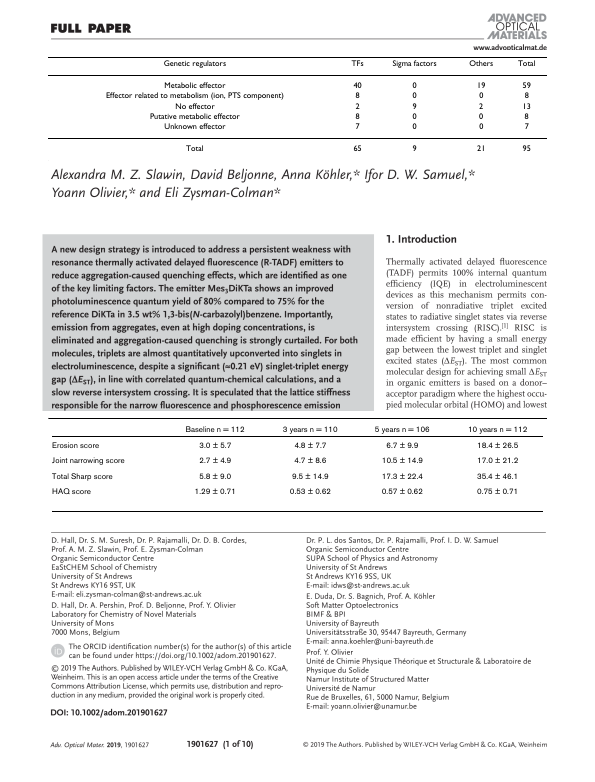 FULL PAPER
ADVANCED
OPTICAL
MATERIALS
www.advopticalmat.de
Genetic regulators TFs Sigma factors Others Total
Metabolic effector 40 0 19 59
Effector related to metabolism (ion, PTS component) 8 0 0 8
No effector 2 9 2 13
Putative metabolic effector 8 0 0 8
Unknown effector 7 0 0 7
Total 65 9 21 95
Alexandra M. Z. Slawin, David Beljonne, Anna Köhler,* Ifor D. W. Samuel,*
Yoann Olivier,* and Eli Zysman-Colman*
A new design strategy is introduced to address a persistent weakness with
resonance thermally activated delayed fluorescence (R-TADF) emitters to
reduce aggregation-caused quenching effects, which are identified as one
of the key limiting factors. The emitter Mes3DiKTa shows an improved
photoluminescence quantum yield of 80% compared to 75% for the
reference DiKTa in 3.5 wt% 1,3-bis(N-carbazolyl)benzene. Importantly,
emission from aggregates, even at high doping concentrations, is
eliminated and aggregation-caused quenching is strongly curtailed. For both
molecules, triplets are almost quantitatively upconverted into singlets in
electroluminescence, despite a significant (≈0.21 eV) singlet-triplet energy
gap (ΔEST), in line with correlated quantum-chemical calculations, and a
slow reverse intersystem crossing. It is speculated that the lattice stiffness
responsible for the narrow fluorescence and phosphorescence emission
1. Introduction
Thermally activated delayed fluorescence
(TADF) permits 100% internal quantum
efficiency (IQE) in electroluminescent
devices as this mechanism permits con-
version of nonradiative triplet excited
states to radiative singlet states via reverse
intersystem crossing (RISC).[1] RISC is
made efficient by having a small energy
gap between the lowest triplet and singlet
excited states (ΔEST). The most common
molecular design for achieving small ΔEST
in organic emitters is based on a donor–
acceptor paradigm where the highest occu-
pied molecular orbital (HOMO) and lowest
Baseline n = 112 3 years n = 110 5 years n = 106 10 years n = 112
Erosion score 3.0 ± 5.7 4.8 ± 7.7 6.7 ± 9.9 18.4 ± 26.5
Joint narrowing score 2.7 ± 4.9 4.7 ± 8.6 10.5 ± 14.9 17.0 ± 21.2
Total Sharp score 5.8 ± 9.0 9.5 ± 14.9 17.3 ± 22.4 35.4 ± 46.1
HAQ score 1.29 ± 0.71 0.53 ± 0.62 0.57 ± 0.62 0.75 ± 0.71
D. Hall, Dr. S. M. Suresh, Dr. P. Rajamalli, Dr. D. B. Cordes,
Prof. A. M. Z. Slawin, Prof. E. Zysman-Colman
Organic Semiconductor Centre
EaStCHEM School of Chemistry
University of St Andrews
St Andrews KY16 9ST, UK
E-mail: eli.zysman-colman@st-andrews.ac.uk
D. Hall, Dr. A. Pershin, Prof. D. Beljonne, Prof. Y. Olivier
Laboratory for Chemistry of Novel Materials
University of Mons
7000 Mons, Belgium
iD
The ORCID identification number(s) for the author(s) of this article
can be found under https://doi.org/10.1002/adom.201901627.
© 2019 The Authors. Published by WILEY-VCH Verlag GmbH & Co. KGaA,
Weinheim. This is an open access article under the terms of the Creative
Commons Attribution License, which permits use, distribution and repro-
duction in any medium, provided the original work is properly cited.
DOI: 10.1002/adom.201901627
Dr. P. L. dos Santos, Dr. P. Rajamalli, Prof. I. D. W. Samuel
Organic Semiconductor Centre
SUPA School of Physics and Astronomy
University of St Andrews
St Andrews KY16 9SS, UK
E-mail: idws@st-andrews.ac.uk
E. Duda, Dr. S. Bagnich, Prof. A. Köhler
Soft Matter Optoelectronics
BIMF & BPI
University of Bayreuth
Universitätsstraße 30, 95447 Bayreuth, Germany
E-mail: anna.koehler@uni-bayreuth.de
Prof. Y. Olivier
Unité de Chimie Physique Théorique et Structurale & Laboratoire de
Physique du Solide
Namur Institute of Structured Matter
Université de Namur
Rue de Bruxelles, 61, 5000 Namur, Belgium
E-mail: yoann.olivier@unamur.be
Adv. Optical Mater. 2019, 1901627 1901627 (1 of 10) © 2019 The Authors. Published by WILEY-VCH Verlag GmbH & Co. KGaA, Weinheim